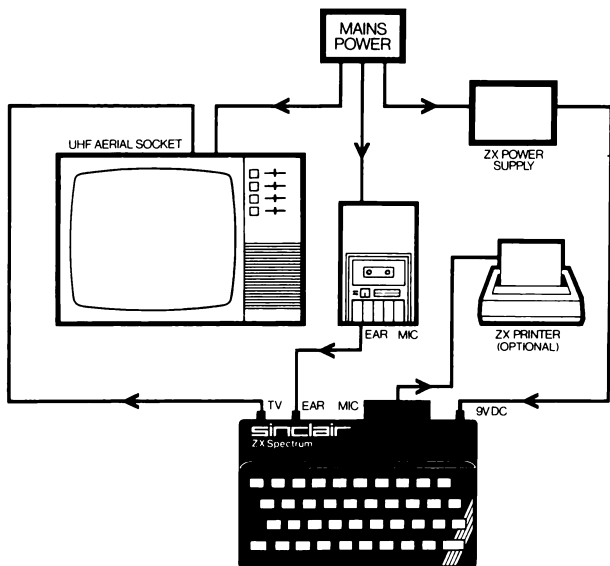 MAINS
POWER
UHF AERIAL SOCKET
ZX POWER
SUPPLY
EAR MIC
ZX PRINTER
(OPTIONAL)
TV EAR MIC 9V DC
sinclair
ZX Spectrum